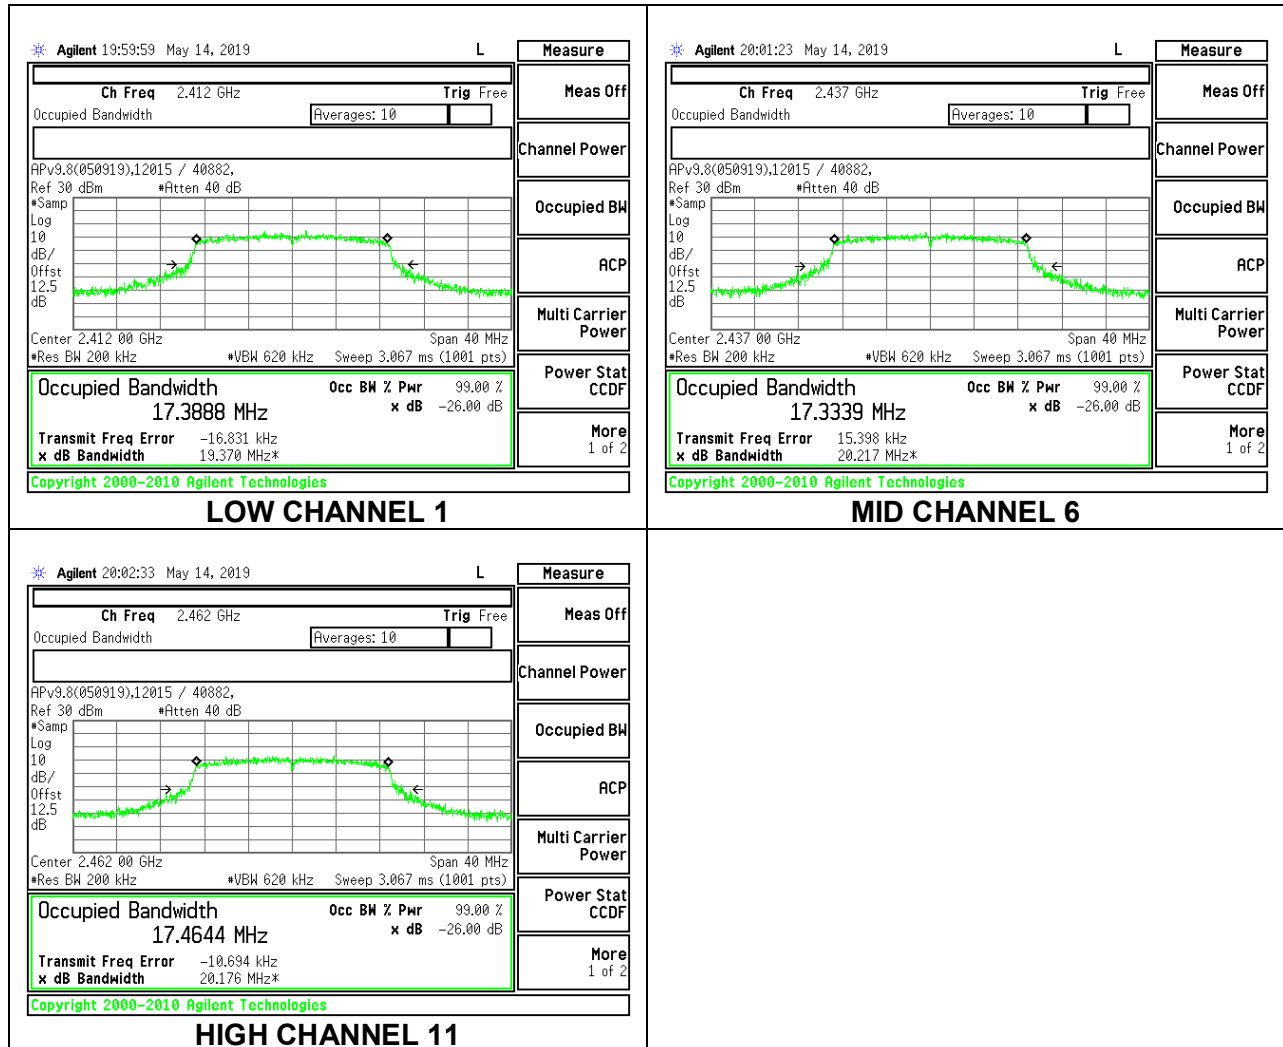 Agilent 19:59:59 May 14, 2019 L Measure
Ch Freq 2.412 GHz Trig Free
Meas Off
Occupied Bandwidth Averages: 10
Channel Power
APv9.8(050919),12015 / 40882,
Ref 30 dBm #Atten 40 dB
#Samp
Log
10
dB/
Offst
12.5
dB
Occupied BW
ACP
Multi Carrier
Power
Center 2.412 00 GHz Span 40 MHz
#Res BW 200 kHz #VBW 620 kHz Sweep 3.067 ms (1001 pts)
Power Stat
CCDF
Occupied Bandwidth Occ BW % Pwr 99.00 %
17.3888 MHz x dB -26.00 dB
Transmit Freq Error -16.831 kHz
x dB Bandwidth 19.370 MHz*
More
1 of 2
Copyright 2000-2010 Agilent Technologies
LOW CHANNEL 1
Agilent 20:01:23 May 14, 2019 L Measure
Ch Freq 2.437 GHz Trig Free
Meas Off
Occupied Bandwidth Averages: 10
Channel Power
APv9.8(050919),12015 / 40882,
Ref 30 dBm #Atten 40 dB
#Samp
Log
10
dB/
Offst
12.5
dB
Occupied BW
ACP
Multi Carrier
Power
Center 2.437 00 GHz Span 40 MHz
#Res BW 200 kHz #VBW 620 kHz Sweep 3.067 ms (1001 pts)
Power Stat
CCDF
Occupied Bandwidth Occ BW % Pwr 99.00 %
17.3339 MHz x dB -26.00 dB
Transmit Freq Error 15.398 kHz
x dB Bandwidth 20.217 MHz*
More
1 of 2
Copyright 2000-2010 Agilent Technologies
MID CHANNEL 6
Agilent 20:02:33 May 14, 2019 L Measure
Ch Freq 2.462 GHz Trig Free
Meas Off
Occupied Bandwidth Averages: 10
Channel Power
APv9.8(050919),12015 / 40882,
Ref 30 dBm #Atten 40 dB
#Samp
Log
10
dB/
Offst
12.5
dB
Occupied BW
ACP
Multi Carrier
Power
Center 2.462 00 GHz Span 40 MHz
#Res BW 200 kHz #VBW 620 kHz Sweep 3.067 ms (1001 pts)
Power Stat
CCDF
Occupied Bandwidth Occ BW % Pwr 99.00 %
17.4644 MHz x dB -26.00 dB
Transmit Freq Error -10.694 kHz
x dB Bandwidth 20.176 MHz*
More
1 of 2
Copyright 2000-2010 Agilent Technologies
HIGH CHANNEL 11